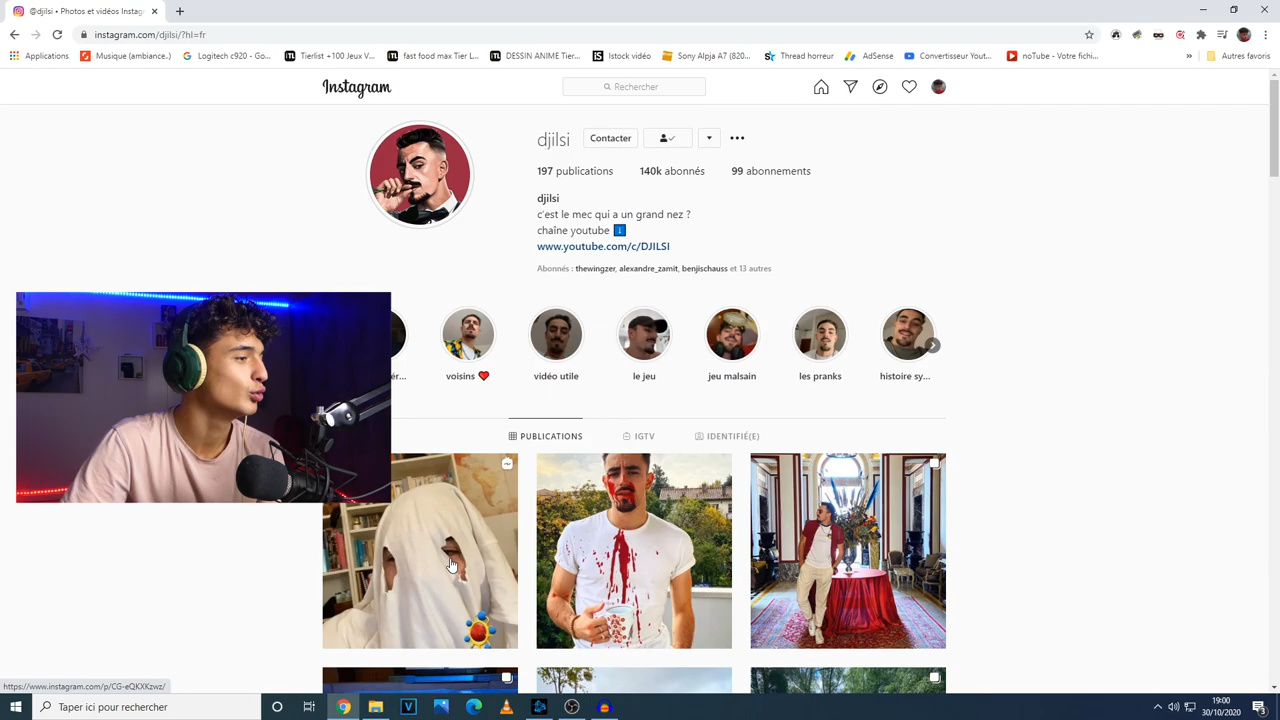 @djilsi • Photos et vidéos Instag
instagram.com/djilsi/?hl=fr
Applications
Musique (ambiance.)
Logitech c920 - Go...
Tierlist +100 Jeux V...
fast food max Tier L...
DESSIN ANIME Tier...
Istock vidéo
Sony Alpja A7 (820...
Thread horreur
AdSense
Convertisseur Yout...
noTube - Votre fichi...
»
Autres favoris
Instagram
Rechercher
djilsi
Contacter
197 publications
140k abonnés
99 abonnements
djilsi
c'est le mec qui a un grand nez ?
chaîne youtube ⬇
www.youtube.com/c/DJILSI
Abonnés : thewingzer, alexandre_zamit, benjischauss et 13 autres
ér...
voisins ❤
vidéo utile
le jeu
jeu malsain
les pranks
histoire sy...
PUBLICATIONS
IGTV
IDENTIFIÉ(E)
https://www.instagram.com/p/CG-eQKXKzwz/
Taper ici pour rechercher
19:00
30/10/2020